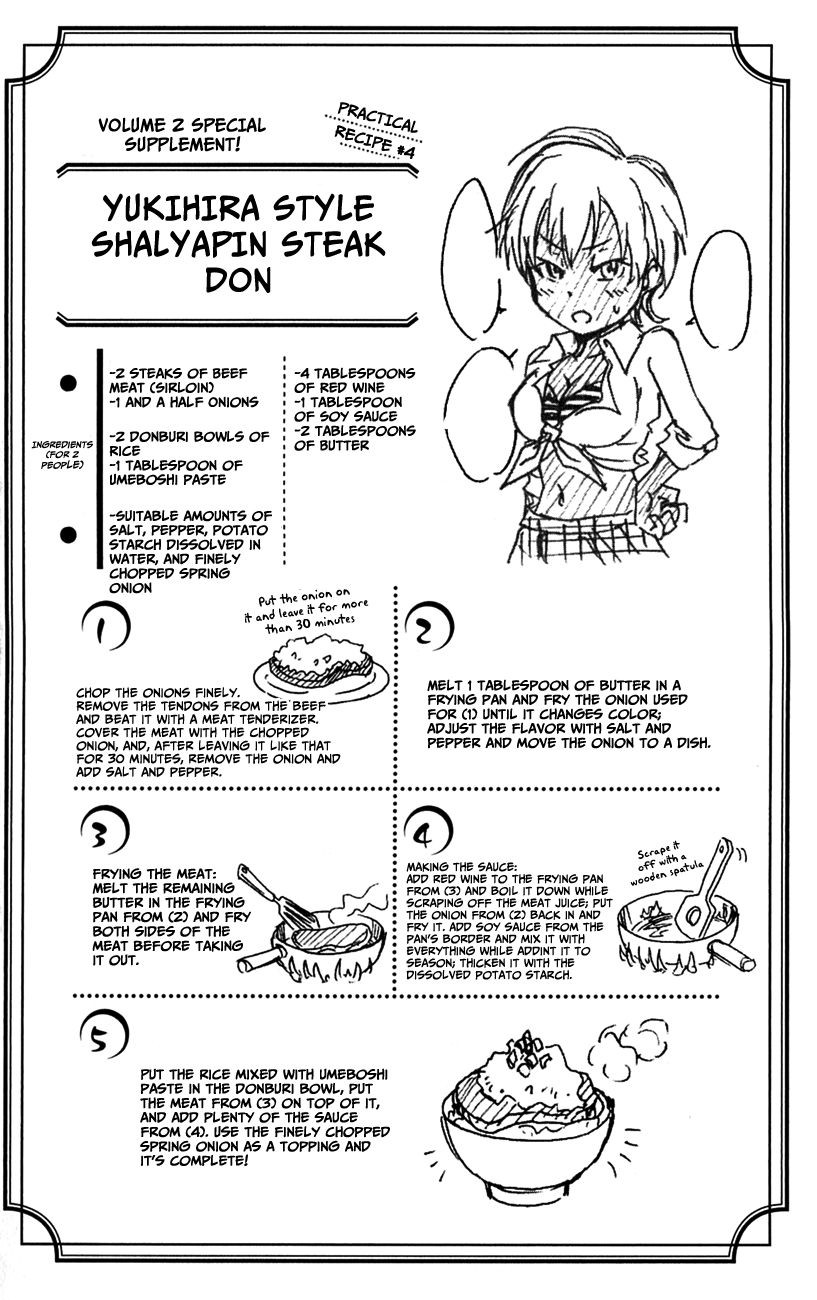 VOLUME 2 SPECIAL
SUPPLEMENT!
PRACTICAL
RECIPE #4
YUKIHIRA STYLE
SHALYAPIN STEAK
DON
INGREDIENTS
(FOR 2
PEOPLE)
-2 STEAKS OF BEEF
MEAT (SIRLOIN)
-1 AND A HALF ONIONS
-2 DONBURI BOWLS OF
RICE
-1 TABLESPOON OF
UMEBOSHI PASTE
-SUITABLE AMOUNTS OF
SALT, PEPPER, POTATO
STARCH DISSOLVED IN
WATER, AND FINELY
CHOPPED SPRING
ONION
-4 TABLESPOONS
OF RED WINE
-1 TABLESPOON
OF SOY SAUCE
-2 TABLESPOONS
OF BUTTER
1
Put the onion on
it and leave it for more
than 30 minutes
CHOP THE ONIONS FINELY.
REMOVE THE TENDONS FROM THE BEEF
AND BEAT IT WITH A MEAT TENDERIZER.
COVER THE MEAT WITH THE CHOPPED
ONION, AND, AFTER LEAVING IT LIKE THAT
FOR 30 MINUTES, REMOVE THE ONION AND
ADD SALT AND PEPPER.
2
MELT 1 TABLESPOON OF BUTTER IN A
FRYING PAN AND FRY THE ONION USED
FOR (1) UNTIL IT CHANGES COLOR;
ADJUST THE FLAVOR WITH SALT AND
PEPPER AND MOVE THE ONION TO A DISH.
3
FRYING THE MEAT:
MELT THE REMAINING
BUTTER IN THE FRYING
PAN FROM (2) AND FRY
BOTH SIDES OF THE
MEAT BEFORE TAKING
IT OUT.
4
Scrape it
off with a
wooden spatula
MAKING THE SAUCE:
ADD RED WINE TO THE FRYING PAN
FROM (3) AND BOIL IT DOWN WHILE
SCRAPING OFF THE MEAT JUICE; PUT
THE ONION FROM (2) BACK IN AND
FRY IT. ADD SOY SAUCE FROM THE
PAN'S BORDER AND MIX IT WITH
EVERYTHING WHILE ADDINT IT TO
SEASON; THICKEN IT WITH THE
DISSOLVED POTATO STARCH.
5
PUT THE RICE MIXED WITH UMEBOSHI
PASTE IN THE DONBURI BOWL, PUT
THE MEAT FROM (3) ON TOP OF IT,
AND ADD PLENTY OF THE SAUCE
FROM (4). USE THE FINELY CHOPPED
SPRING ONION AS A TOPPING AND
IT'S COMPLETE!